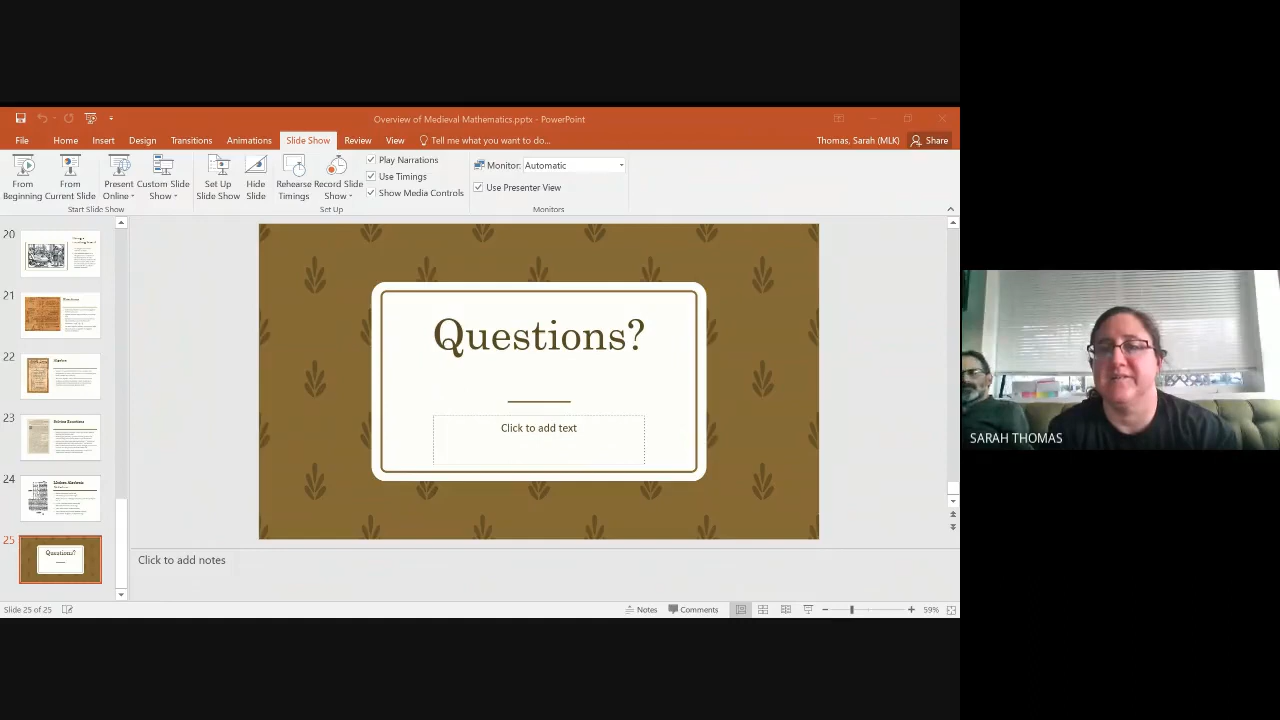 Overview of Medieval Mathematics.pptx - PowerPoint
File Home Insert Design Transitions Animations Slide Show Review View Tell me what you want to do... Thomas, Sarah (MLK) Share
From Beginning
From Current Slide
Present Online
Custom Slide Show
Set Up Slide Show
Hide Slide
Rehearse Timings
Record Slide Show
Play Narrations
Use Timings
Show Media Controls
Monitor: Automatic
Use Presenter View
Start Slide Show
Set Up
Monitors
20
21
22
Algebra
23
Solving Equations
24
25
Questions?
Questions?
Click to add text
SARAH THOMAS
Click to add notes
Slide 25 of 25
Notes Comments 59%